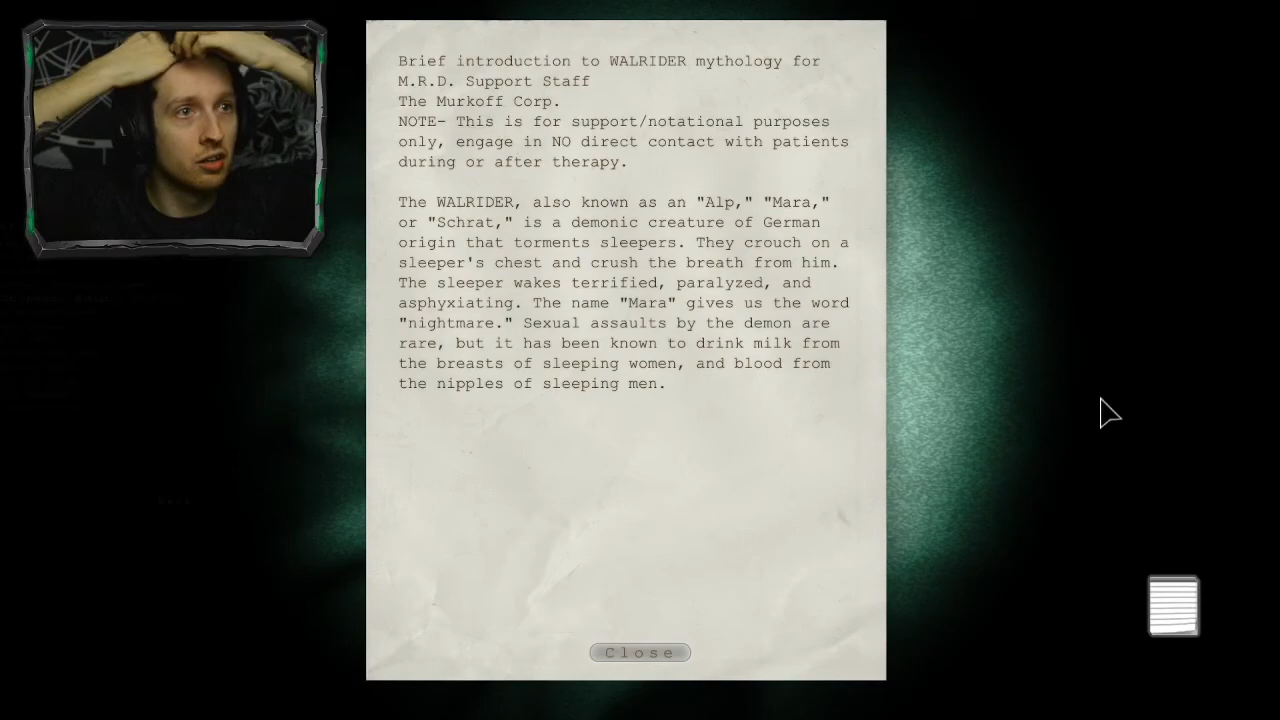 Brief introduction to WALRIDER mythology for
M.R.D. Support Staff
The Murkoff Corp.
NOTE- This is for support/notational purposes
only, engage in NO direct contact with patients
during or after therapy.
The WALRIDER, also known as an "Alp," "Mara,"
or "Schrat," is a demonic creature of German
origin that torments sleepers. They crouch on a
sleeper's chest and crush the breath from him.
The sleeper wakes terrified, paralyzed, and
asphyxiating. The name "Mara" gives us the word
"nightmare." Sexual assaults by the demon are
rare, but it has been known to drink milk from
the breasts of sleeping women, and blood from
the nipples of sleeping men.
Close